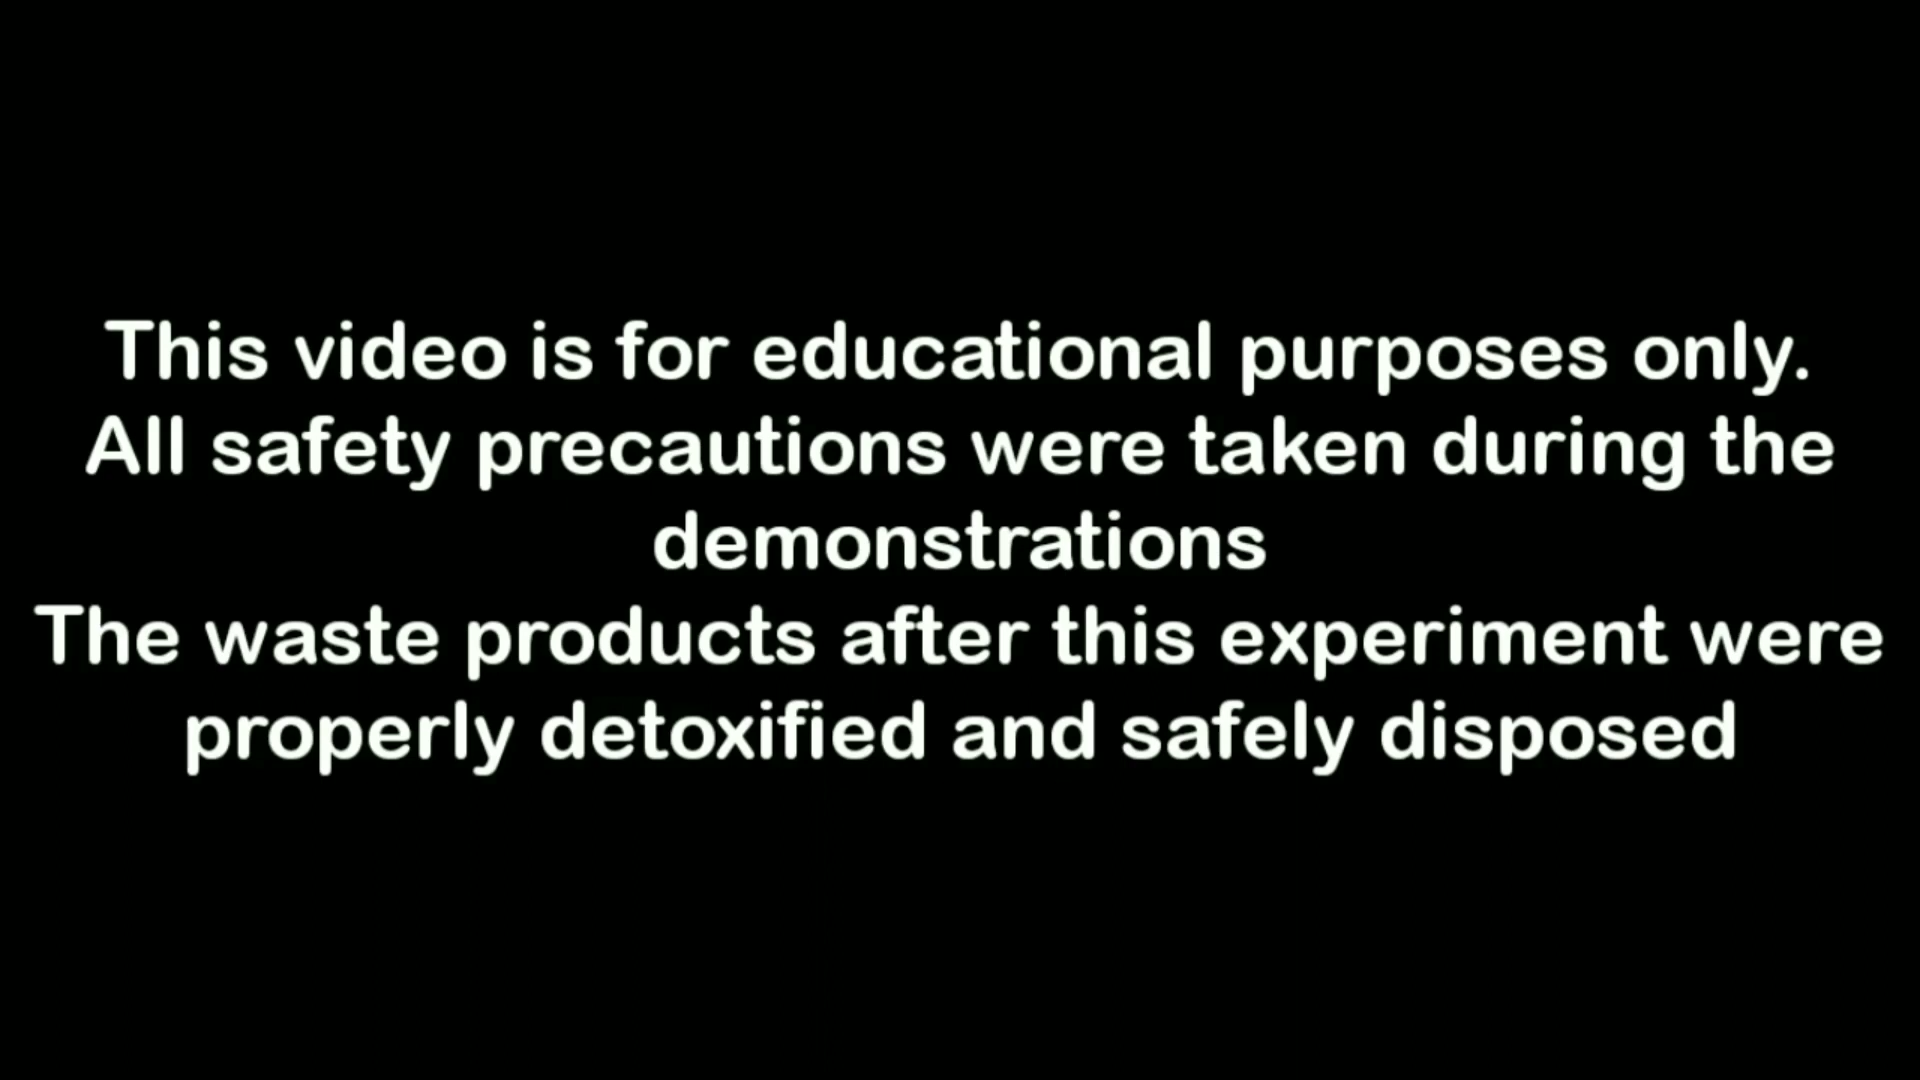 This video is for educational purposes only.
All safety precautions were taken during the
demonstrations
The waste products after this experiment were
properly detoxified and safely disposed